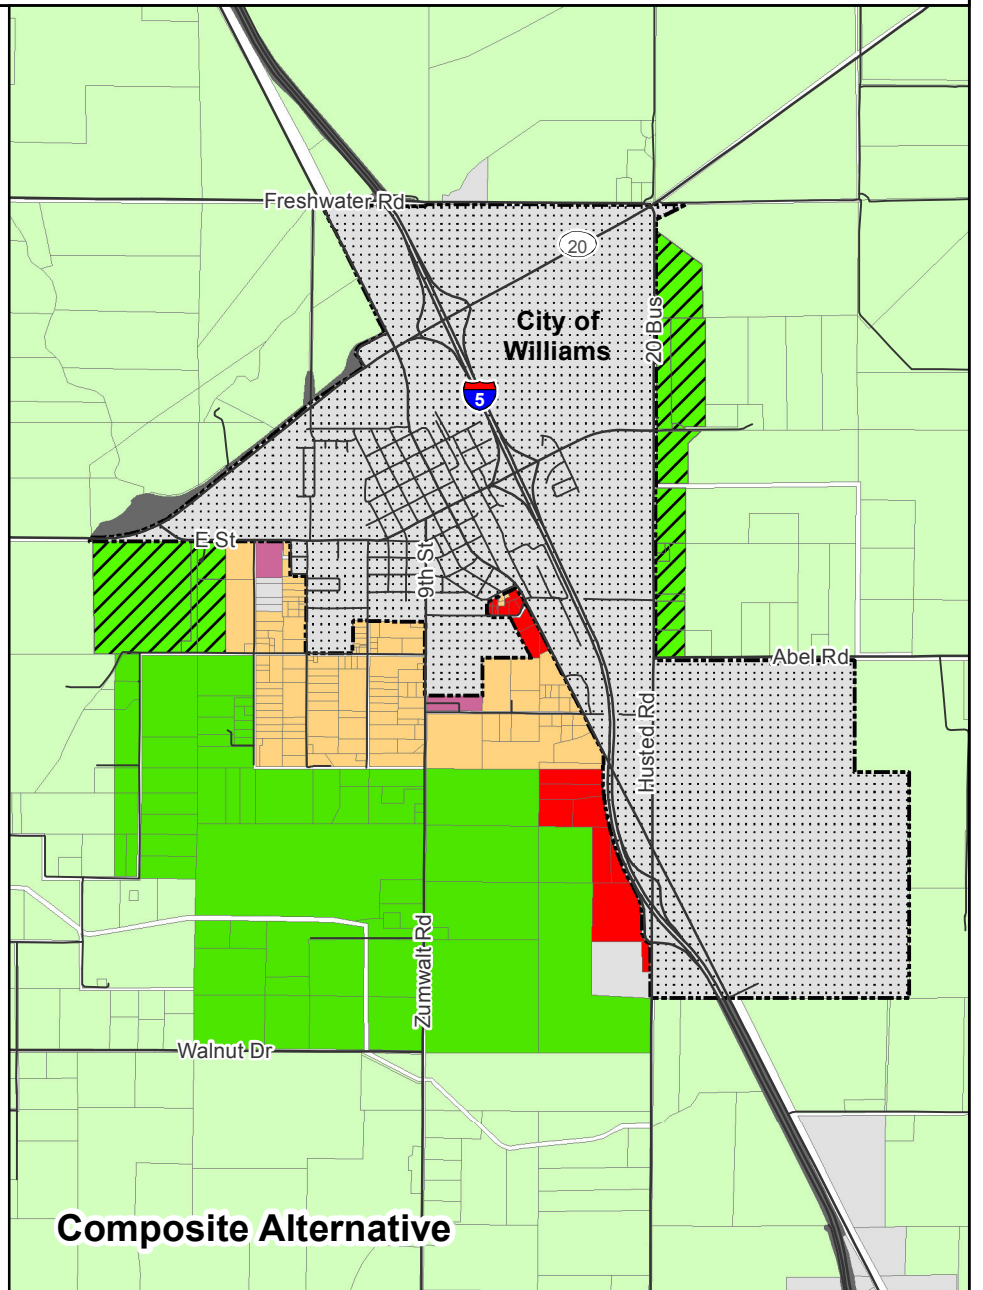 Freshwater Rd
20
City of
Williams
20 Bus
5
E St
9th St
Abel Rd
Husted Rd
Zumwalt Rd
Walnut Dr
Composite Alternative